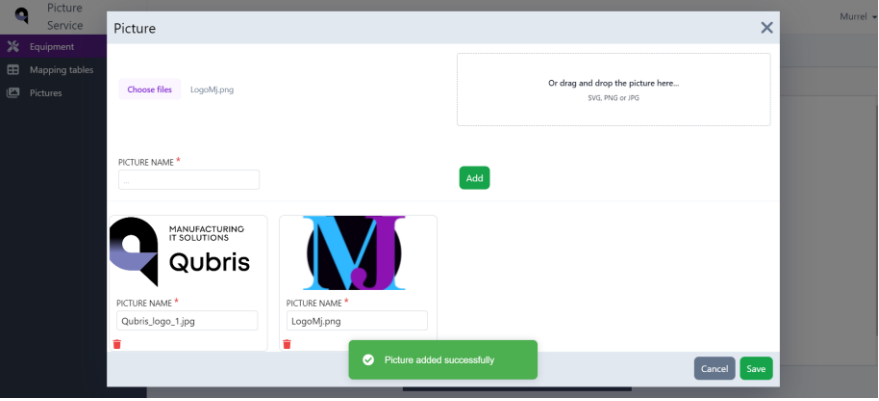 Picture
Service
Murrel
Equipment
Mapping tables
Pictures
Picture
Choose files LogoMj.png
Or drag and drop the picture here...
SVG, PNG or JPG
PICTURE NAME *
...
Add
MANUFACTURING
IT SOLUTIONS
Qubris
MJ
PICTURE NAME *
Qubris_logo_1.jpg
PICTURE NAME *
LogoMj.png
Picture added successfully
Cancel
Save